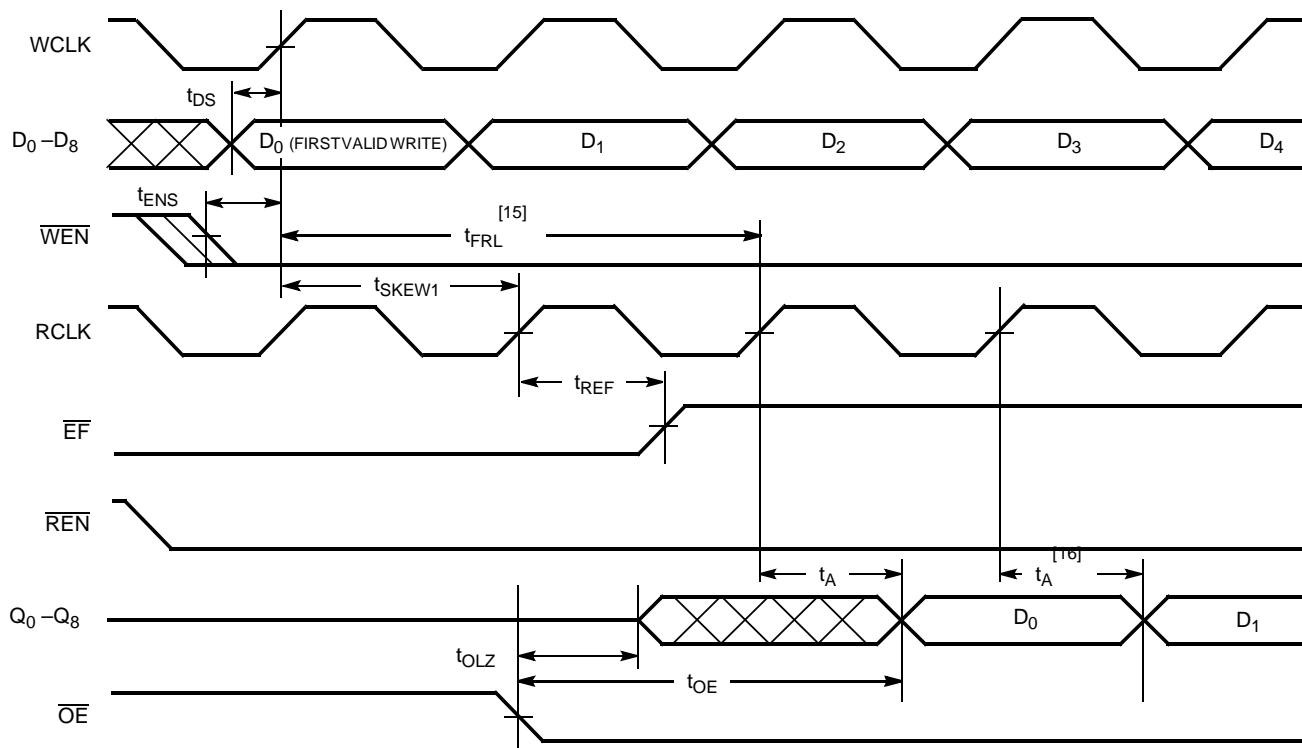 WCLK
tDS
D0 –D8
D0 (FIRSTVALID WRITE)
D1
D2
D3
D4
tENS
WEN
[15]
tFRL
tSKEW1
RCLK
tREF
EF
REN
[16]
tA
tA
Q0 –Q8
D0
D1
tOLZ
tOE
OE